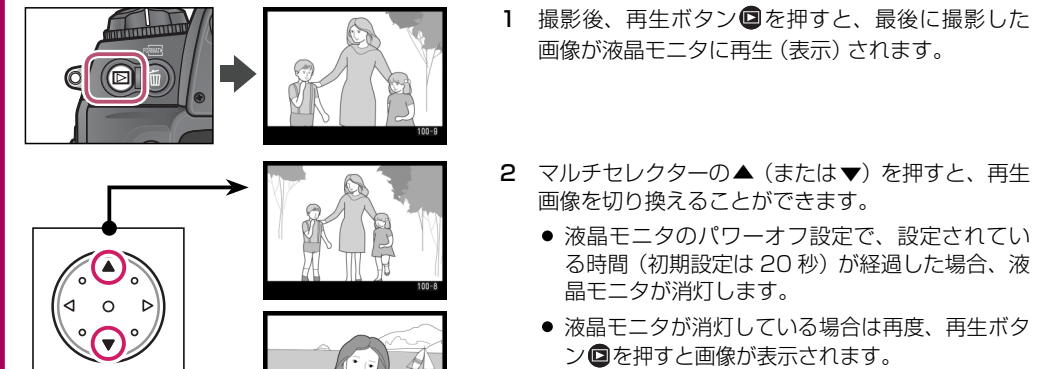 FORMAT
100-9
100-8
1 撮影後、再生ボタン▶を押すと、最後に撮影した
画像が液晶モニタに再生（表示）されます。
2 マルチセレクターの▲（または▼）を押すと、再生
画像を切り換えることができます。
● 液晶モニタのパワーオフ設定で、設定されてい
る時間（初期設定は 20 秒）が経過した場合、液
晶モニタが消灯します。
● 液晶モニタが消灯している場合は再度、再生ボタ
ン▶を押すと画像が表示されます。